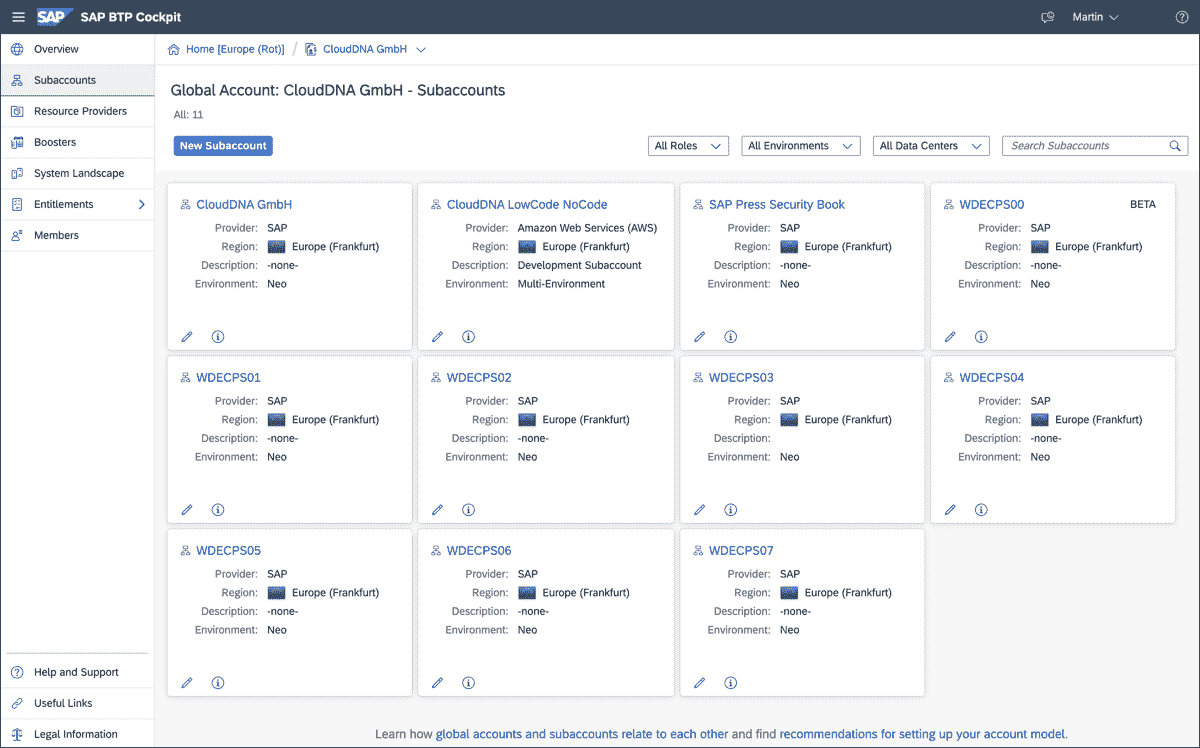 SAP SAP BTP Cockpit Martin
Overview
Subaccounts
Resource Providers
Boosters
System Landscape
Entitlements
Members
Help and Support
Useful Links
Legal Information
Home [Europe (Rot)] / CloudDNA GmbH
Global Account: CloudDNA GmbH - Subaccounts
All: 11
New Subaccount All Roles All Environments All Data Centers Search Subaccounts
CloudDNA GmbH
Provider: SAP
Region: Europe (Frankfurt)
Description: -none-
Environment: Neo
CloudDNA LowCode NoCode
Provider: Amazon Web Services (AWS)
Region: Europe (Frankfurt)
Description: Development Subaccount
Environment: Multi-Environment
SAP Press Security Book
Provider: SAP
Region: Europe (Frankfurt)
Description: -none-
Environment: Neo
WDECPS00 BETA
Provider: SAP
Region: Europe (Frankfurt)
Description: -none-
Environment: Neo
WDECPS01
Provider: SAP
Region: Europe (Frankfurt)
Description: -none-
Environment: Neo
WDECPS02
Provider: SAP
Region: Europe (Frankfurt)
Description: -none-
Environment: Neo
WDECPS03
Provider: SAP
Region: Europe (Frankfurt)
Description:
Environment: Neo
WDECPS04
Provider: SAP
Region: Europe (Frankfurt)
Description: -none-
Environment: Neo
WDECPS05
Provider: SAP
Region: Europe (Frankfurt)
Description: -none-
Environment: Neo
WDECPS06
Provider: SAP
Region: Europe (Frankfurt)
Description: -none-
Environment: Neo
WDECPS07
Provider: SAP
Region: Europe (Frankfurt)
Description: -none-
Environment: Neo
Learn how global accounts and subaccounts relate to each other and find recommendations for setting up your account model.